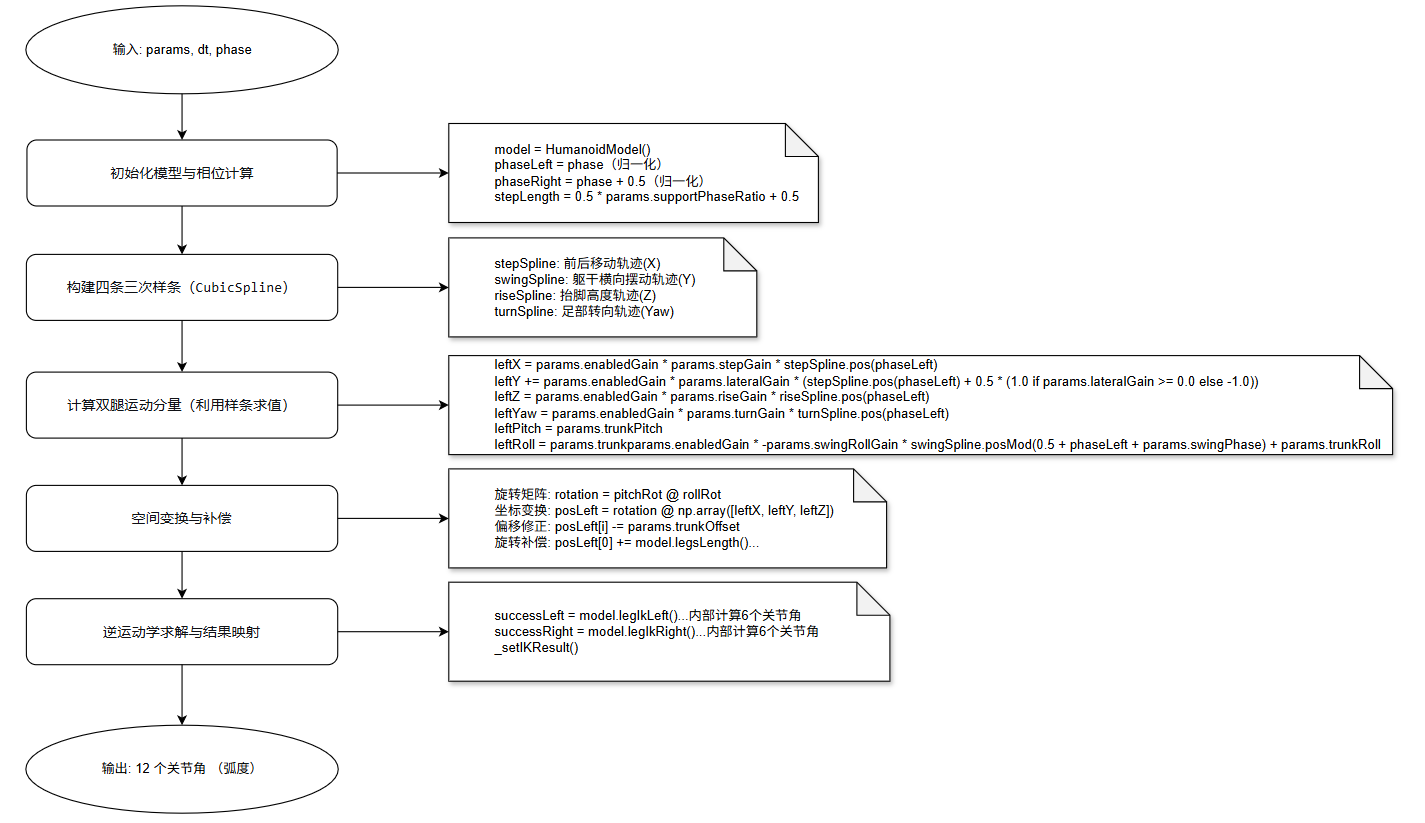 输入: params, dt, phase
初始化模型与相位计算
model = HumanoidModel()
phaseLeft = phase（归一化）
phaseRight = phase + 0.5（归一化）
stepLength = 0.5 * params.supportPhaseRatio + 0.5
构建四条三次样条（CubicSpline）
stepSpline: 前后移动轨迹(X)
swingSpline: 躯干横向摆动轨迹(Y)
riseSpline: 抬脚高度轨迹(Z)
turnSpline: 足部转向轨迹(Yaw)
计算双腿运动分量（利用样条求值）
leftX = params.enabledGain * params.stepGain * stepSpline.pos(phaseLeft)
leftY += params.enabledGain * params.lateralGain * (stepSpline.pos(phaseLeft) + 0.5 * (1.0 if params.lateralGain >= 0.0 else -1.0))
leftZ = params.enabledGain * params.riseGain * riseSpline.pos(phaseLeft)
leftYaw = params.enabledGain * params.turnGain * turnSpline.pos(phaseLeft)
leftPitch = params.trunkPitch
leftRoll = params.trunkparams.enabledGain * -params.swingRollGain * swingSpline.posMod(0.5 + phaseLeft + params.swingPhase) + params.trunkRoll
空间变换与补偿
旋转矩阵: rotation = pitchRot @ rollRot
坐标变换: posLeft = rotation @ np.array([leftX, leftY, leftZ])
偏移修正: posLeft[i] -= params.trunkOffset
旋转补偿: posLeft[0] += model.legsLength()...
逆运动学求解与结果映射
successLeft = model.legIkLeft()...内部计算6个关节角
successRight = model.legIkRight()...内部计算6个关节角
_setIKResult()
输出: 12 个关节角 （弧度）